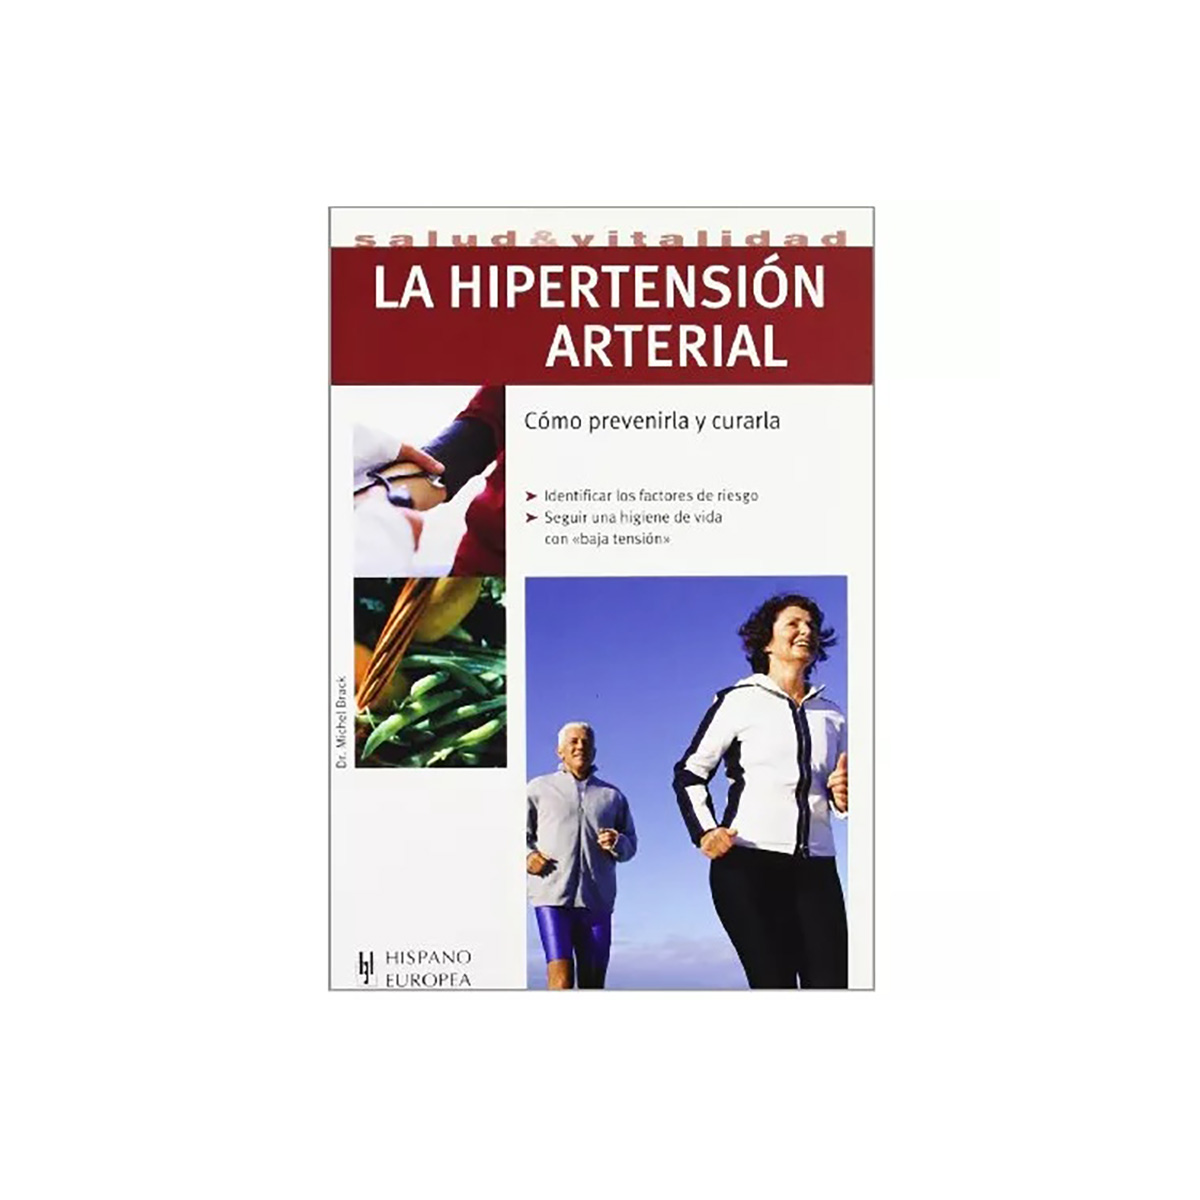 salud&vitalidad
LA HIPERTENSIÓN
ARTERIAL
Cómo prevenirla y curarla
➤ Identificar los factores de riesgo
➤ Seguir una higiene de vida
con «baja tensión»
Dr. Michel Brack
HISPANO
EUROPEA